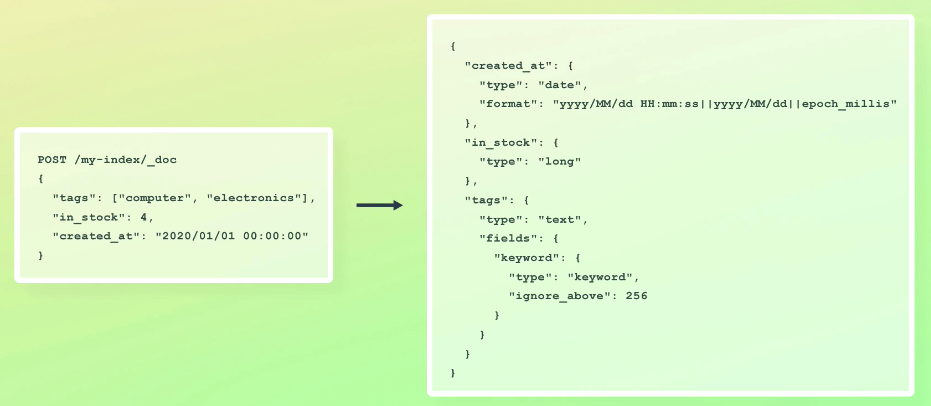 POST /my-index/_doc
{
  "tags": ["computer", "electronics"],
  "in_stock": 4,
  "created_at": "2020/01/01 00:00:00"
}
{
  "created_at": {
    "type": "date",
    "format": "yyyy/MM/dd HH:mm:ss||yyyy/MM/dd||epoch_millis"
  },
  "in_stock": {
    "type": "long"
  },
  "tags": {
    "type": "text",
    "fields": {
      "keyword": {
        "type": "keyword",
        "ignore_above": 256
      }
    }
  }
}